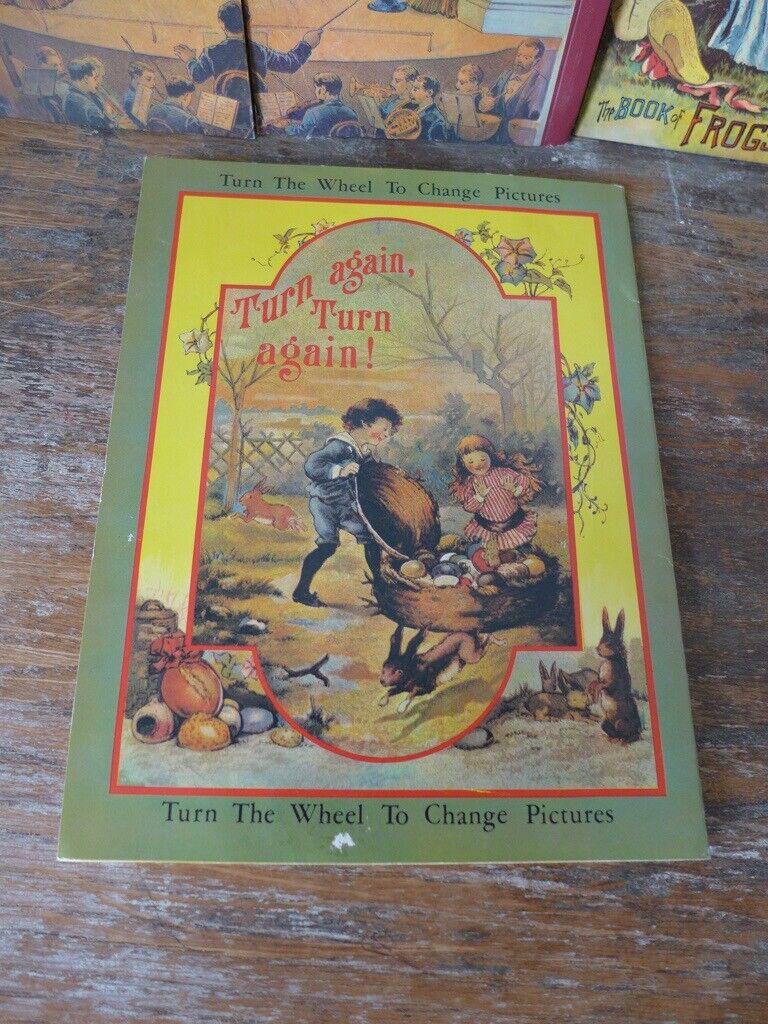 The BOOK of FROGS
Turn The Wheel To Change Pictures
Turn again,
Turn
again!
Turn The Wheel To Change Pictures